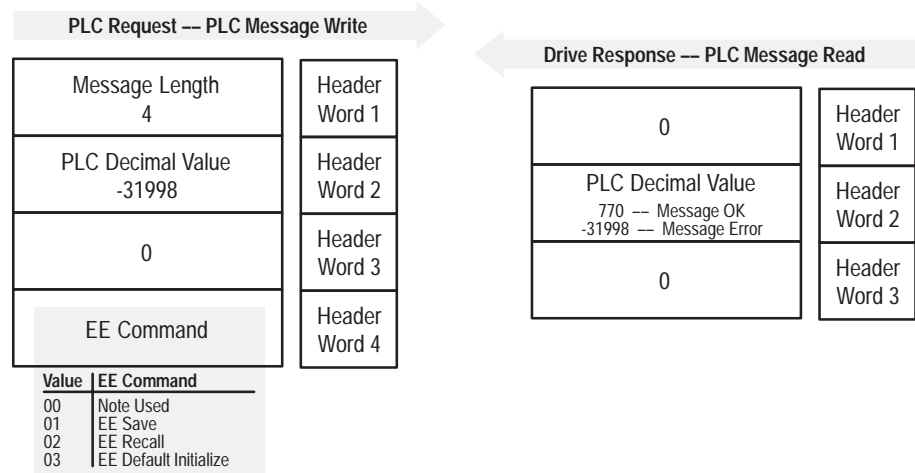 PLC Request –– PLC Message Write
Message Length
4
Header
Word 1
PLC Decimal Value
-31998
Header
Word 2
0
Header
Word 3
EE Command
Header
Word 4
Value EE Command
00 Note Used
01 EE Save
02 EE Recall
03 EE Default Initialize
Drive Response –– PLC Message Read
0
Header
Word 1
PLC Decimal Value
770 –– Message OK
-31998 –– Message Error
Header
Word 2
0
Header
Word 3